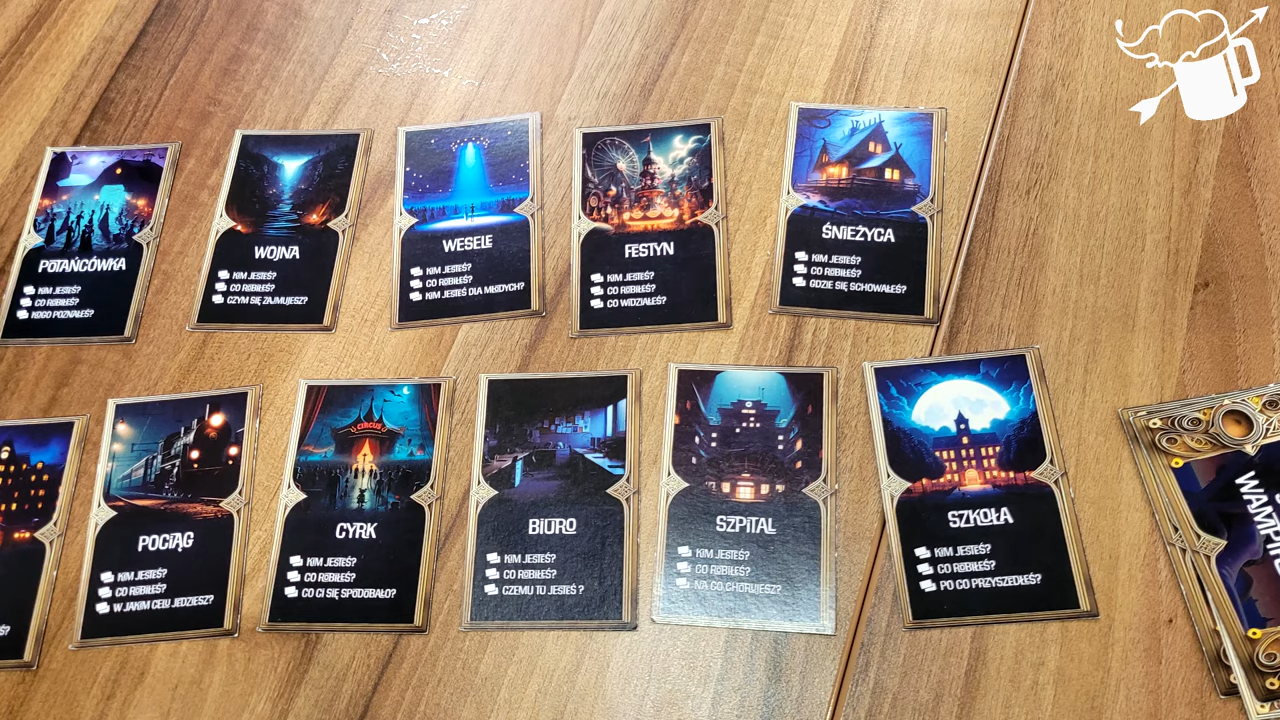 POTAŃCÓWKA
KIM JESTEŚ?
CO ROBIŁEŚ?
KOGO POZNAŁEŚ?
WOJNA
KIM JESTEŚ?
CO ROBIŁEŚ?
CZYM SIĘ ZAJMUJESZ?
WESELE
KIM JESTEŚ?
CO ROBIŁEŚ?
KIM JESTEŚ DLA MŁODYCH?
FESTYN
KIM JESTEŚ?
CO ROBIŁEŚ?
CO WIDZIAŁEŚ?
ŚNIEŻYCA
KIM JESTEŚ?
CO ROBIŁEŚ?
GDZIE SIĘ SCHOWAŁEŚ?
POCIĄG
KIM JESTEŚ?
CO ROBIŁEŚ?
W JAKIM CELU JEDZIESZ?
CIRCUS
CYRK
KIM JESTEŚ?
CO ROBIŁEŚ?
CO CI SIĘ SPODOBAŁO?
BIURO
KIM JESTEŚ?
CO ROBIŁEŚ?
CZEMU TU JESTEŚ ?
SZPITAL
KIM JESTEŚ?
CO ROBIŁEŚ?
NA CO CHORUJESZ?
SZKOŁA
KIM JESTEŚ?
CO ROBIŁEŚ?
PO CO PRZYSZEDŁEŚ?